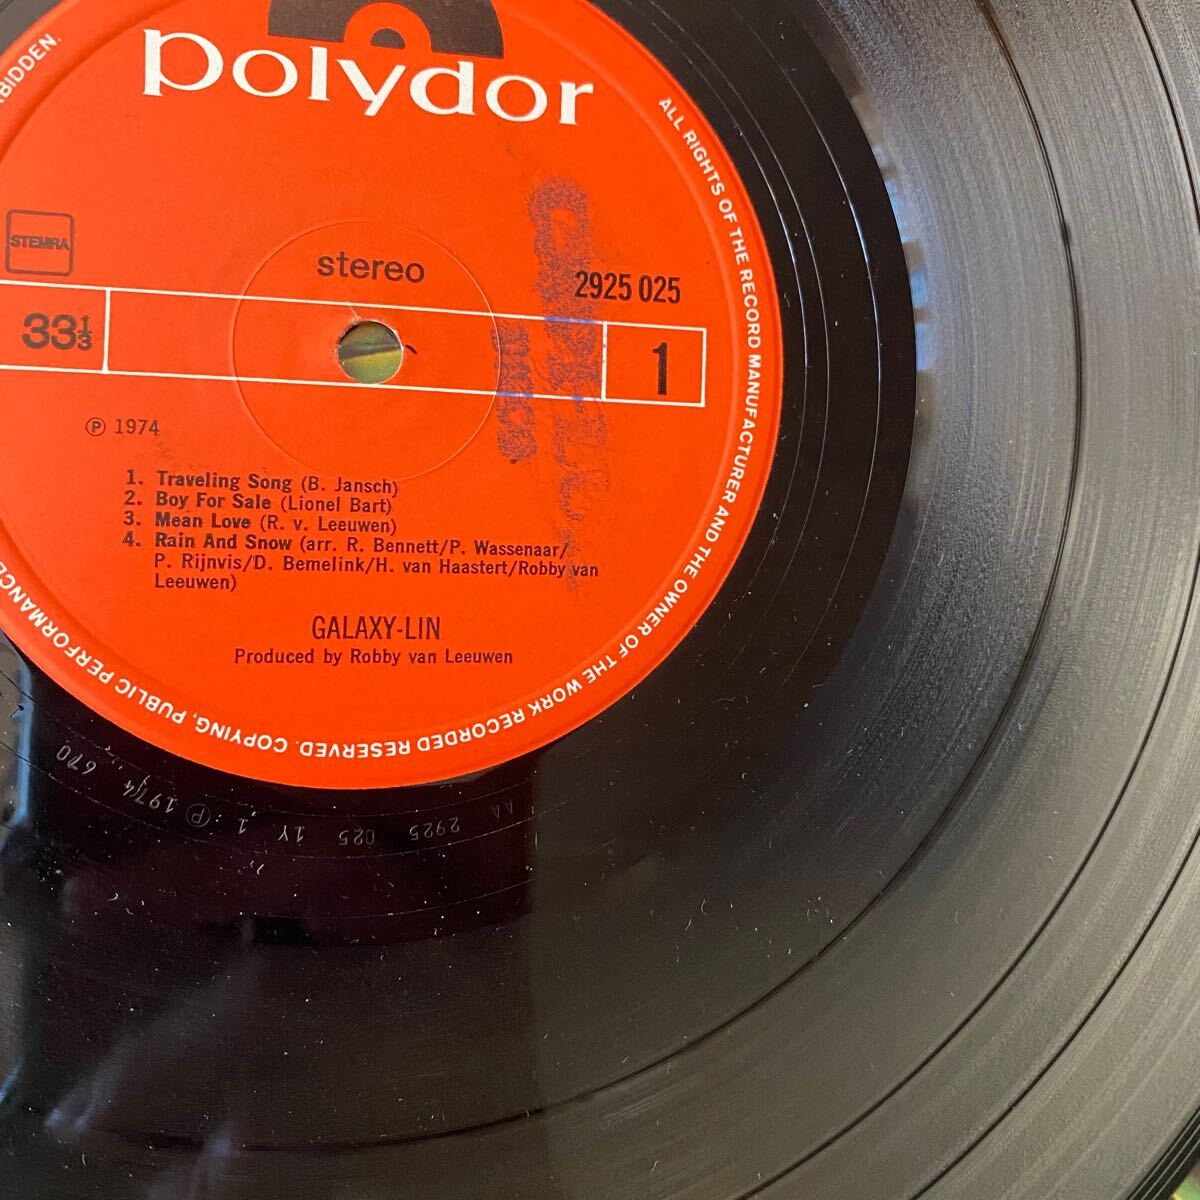 polydor
STEMRA
stereo
2925 025
33⅓
1
℗ 1974
1. Traveling Song (B. Jansch)
2. Boy For Sale (Lionel Bart)
3. Mean Love (R. v. Leeuwen)
4. Rain And Snow (arr. R. Bennett/P. Wassenaar/
P. Rijnvis/D. Bemelink/H. van Haastert/Robby van
Leeuwen)
GALAXY-LIN
Produced by Robby van Leeuwen
ALL RIGHTS OF THE RECORD MANUFACTURER AND THE OWNER OF THE WORK RECORDED RESERVED. COPYING, PUBLIC PERFORMANCE
AA 2925 025 1Y 1 ℗ 1974 670